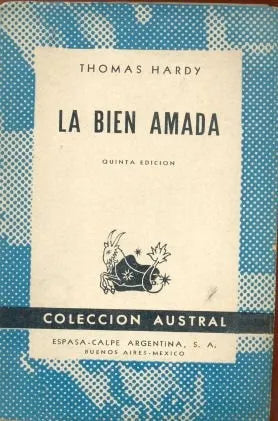 THOMAS HARDY
LA BIEN AMADA
QUINTA EDICION
COLECCION AUSTRAL
ESPASA-CALPE ARGENTINA, S. A.
BUENOS AIRES-MEXICO